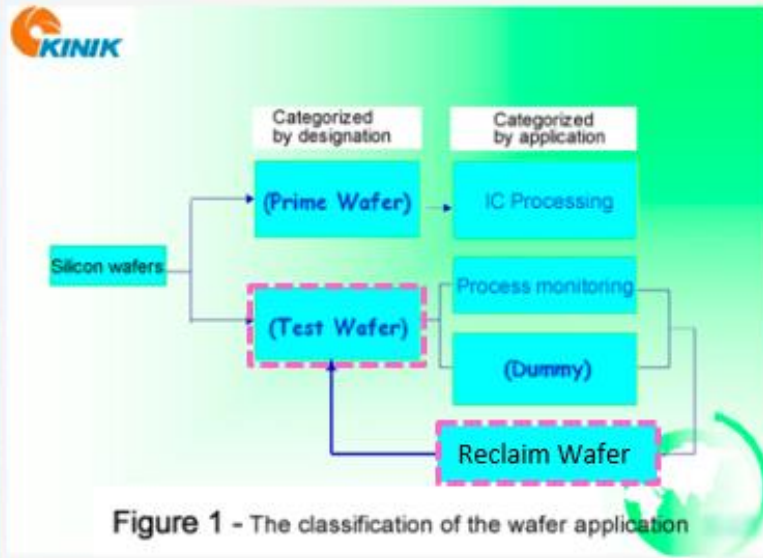 KINIK
Categorized
by designation
Categorized
by application
(Prime Wafer)
IC Processing
Silicon wafers
Process monitoring
(Test Wafer)
(Dummy)
Reclaim Wafer
Figure 1 - The classification of the wafer application